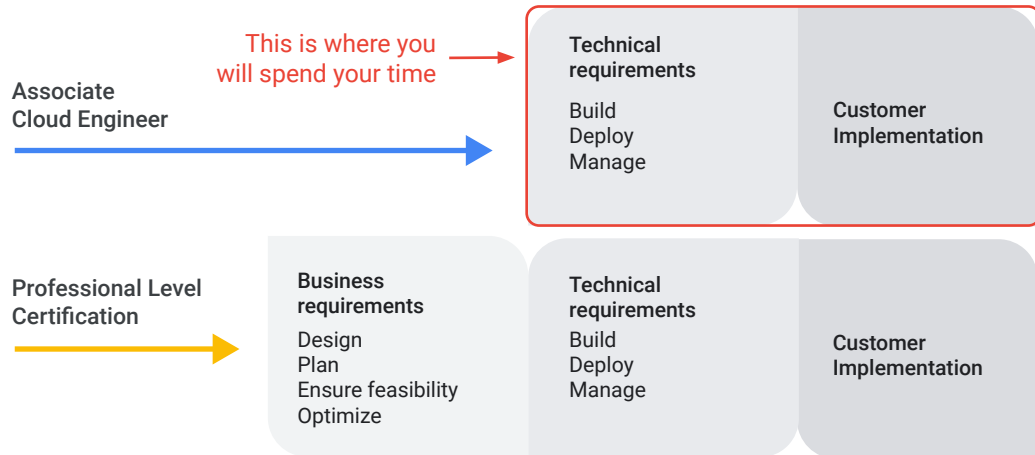 This is where you
will spend your time
Associate
Cloud Engineer
Technical
requirements
Build
Deploy
Manage
Customer
Implementation
Professional Level
Certification
Business
requirements
Design
Plan
Ensure feasibility
Optimize
Technical
requirements
Build
Deploy
Manage
Customer
Implementation